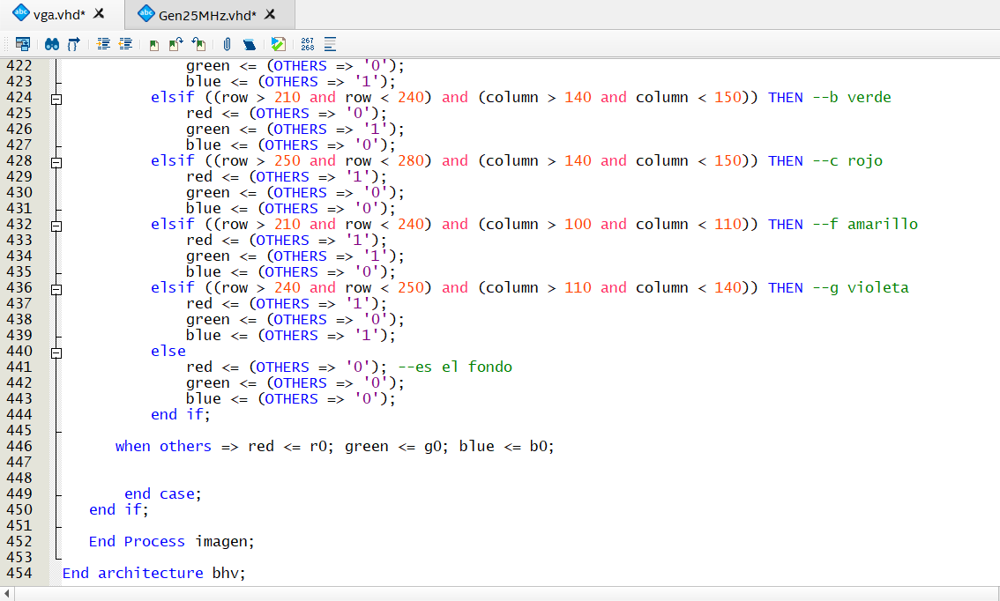 vga.vhd* Gen25MHz.vhd*
267
268
422 green <= (OTHERS => '0');
423 blue <= (OTHERS => '1');
424 elsif ((row > 210 and row < 240) and (column > 140 and column < 150)) THEN --b verde
425 red <= (OTHERS => '0');
426 green <= (OTHERS => '1');
427 blue <= (OTHERS => '0');
428 elsif ((row > 250 and row < 280) and (column > 140 and column < 150)) THEN --c rojo
429 red <= (OTHERS => '1');
430 green <= (OTHERS => '0');
431 blue <= (OTHERS => '0');
432 elsif ((row > 210 and row < 240) and (column > 100 and column < 110)) THEN --f amarillo
433 red <= (OTHERS => '1');
434 green <= (OTHERS => '1');
435 blue <= (OTHERS => '0');
436 elsif ((row > 240 and row < 250) and (column > 110 and column < 140)) THEN --g violeta
437 red <= (OTHERS => '1');
438 green <= (OTHERS => '0');
439 blue <= (OTHERS => '1');
440 else
441 red <= (OTHERS => '0'); --es el fondo
442 green <= (OTHERS => '0');
443 blue <= (OTHERS => '0');
444 end if;
445
446 when others => red <= r0; green <= g0; blue <= b0;
447
448
449 end case;
450 end if;
451
452 End Process imagen;
453
454 End architecture bhv;